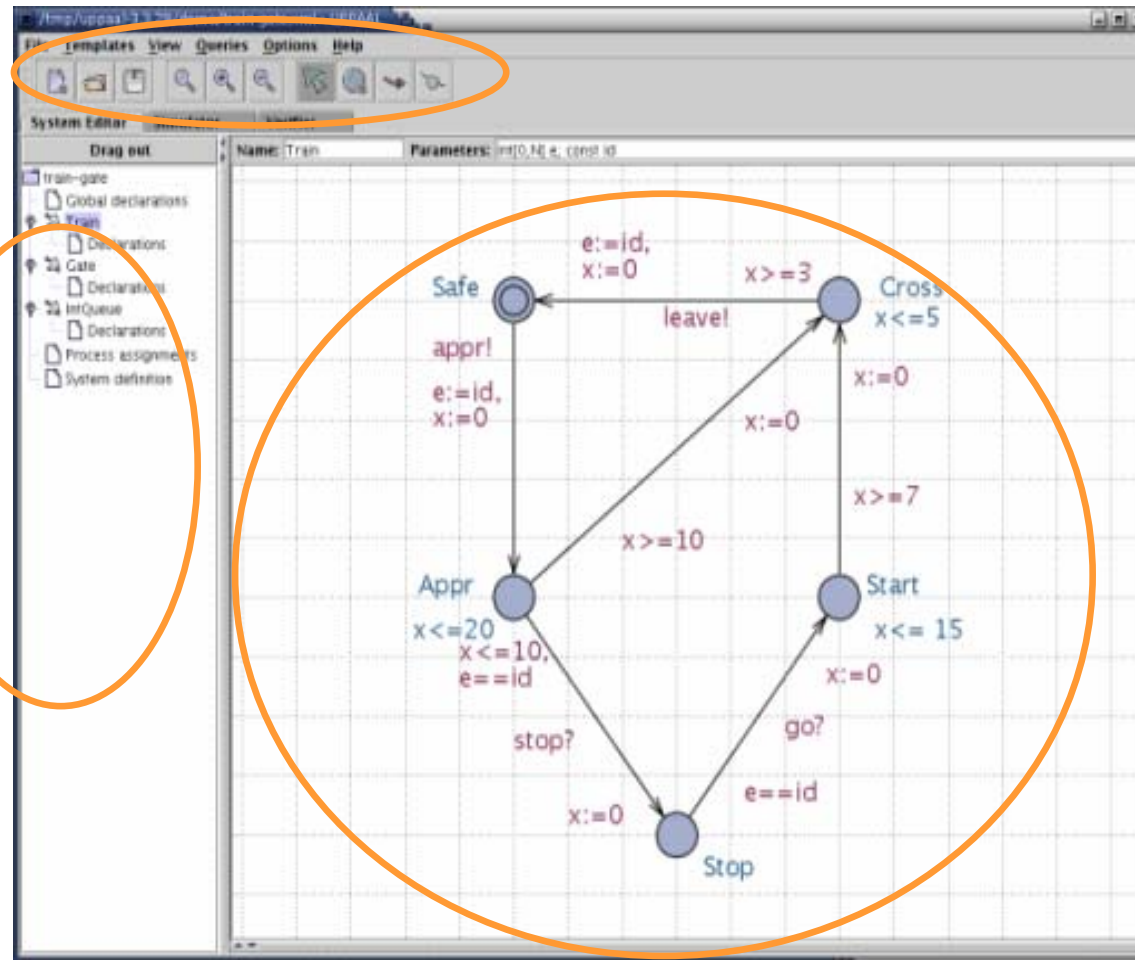 File Templates View Queries Options Help
System Editor Simulator Verifier
Drag out
Name: Train Parameters: int[0,N] e; const id
train-gate
Global declarations
Train
Declarations
Gate
Declarations
IntQueue
Declarations
Process assignments
System definition
e:=id,
x:=0
x>=3
Safe
Cross
x<=5
leave!
appr!
e:=id,
x:=0
x:=0
x:=0
x>=7
x>=10
Appr
x<=20
Start
x<= 15
x<=10,
e==id
x:=0
stop?
go?
e==id
x:=0
Stop